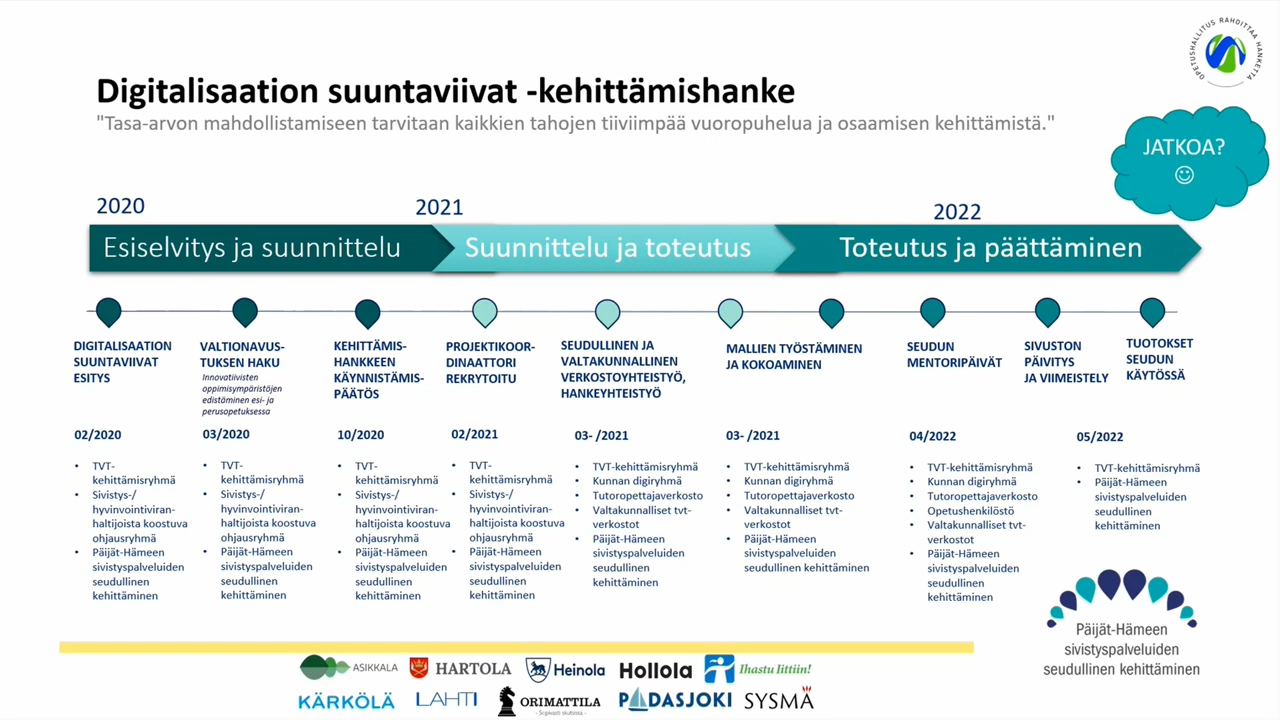 OPETUSHALLITUS RAHOITTAA HANKETTA
Digitalisaation suuntaviivat -kehittämishanke
"Tasa-arvon mahdollistamiseen tarvitaan kaikkien tahojen tiiviimpää vuoropuhelua ja osaamisen kehittämistä."
JATKOA?
☺
2020
2021
2022
Esiselvitys ja suunnittelu
Suunnittelu ja toteutus
Toteutus ja päättäminen
DIGITALISAATION
SUUNTAVIIVAT
ESITYS
VALTIONAVUS-
TUKSEN HAKU
Innovatiivisten
oppimisympäristöjen
edistäminen esi- ja
perusopetuksessa
KEHITTÄMIS-
HANKKEEN
KÄYNNISTÄMIS-
PÄÄTÖS
PROJEKTIKOOR-
DINAATTORI
REKRYTOITU
SEUDULLINEN JA
VALTAKUNNALLINEN
VERKOSTOYHTEISTYÖ,
HANKEYHTEISTYÖ
MALLIEN TYÖSTÄMINEN
JA KOKOAMINEN
SEUDUN
MENTORIPÄIVÄT
SIVUSTON
PÄIVITYS
JA VIIMEISTELY
TUOTOKSET
SEUDUN
KÄYTÖSSÄ
02/2020
• TVT-
kehittämisryhmä
• Sivistys-/
hyvinvointiviran-
haltijoista koostuva
ohjausryhmä
• Päijät-Hämeen
sivistyspalveluiden
seudullinen
kehittäminen
03/2020
• TVT-
kehittämisryhmä
• Sivistys-/
hyvinvointiviran-
haltijoista koostuva
ohjausryhmä
• Päijät-Hämeen
sivistyspalveluiden
seudullinen
kehittäminen
10/2020
• TVT-
kehittämisryhmä
• Sivistys-/
hyvinvointiviran-
haltijoista koostuva
ohjausryhmä
• Päijät-Hämeen
sivistyspalveluiden
seudullinen
kehittäminen
02/2021
• TVT-
kehittämisryhmä
• Sivistys-/
hyvinvointiviran-
haltijoista koostuva
ohjausryhmä
• Päijät-Hämeen
sivistyspalveluiden
seudullinen
kehittäminen
03- /2021
• TVT-kehittämisryhmä
• Kunnan digiryhmä
• Tutoropettajaverkosto
• Valtakunnalliset tvt-
verkostot
• Päijät-Hämeen
sivistyspalveluiden
seudullinen
kehittäminen
03- /2021
• TVT-kehittämisryhmä
• Kunnan digiryhmä
• Tutoropettajaverkosto
• Valtakunnalliset tvt-
verkostot
• Päijät-Hämeen
sivistyspalveluiden
seudullinen kehittäminen
04/2022
• TVT-kehittämisryhmä
• Kunnan digiryhmä
• Tutoropettajaverkosto
• Opetushenkilöstö
• Valtakunnalliset tvt-
verkostot
• Päijät-Hämeen
sivistyspalveluiden
seudullinen
kehittäminen
05/2022
• TVT-kehittämisryhmä
• Päijät-Hämeen
sivistyspalveluiden
seudullinen
kehittäminen
Päijät-Hämeen
sivistyspalveluiden
seudullinen kehittäminen
ASIKKALA
HARTOLA
Heinola
Hollola
Ihastu Iittiin!
KÄRKÖLÄ
LAHTI
ORIMATTILA
PADASJOKI
SYSMÄ